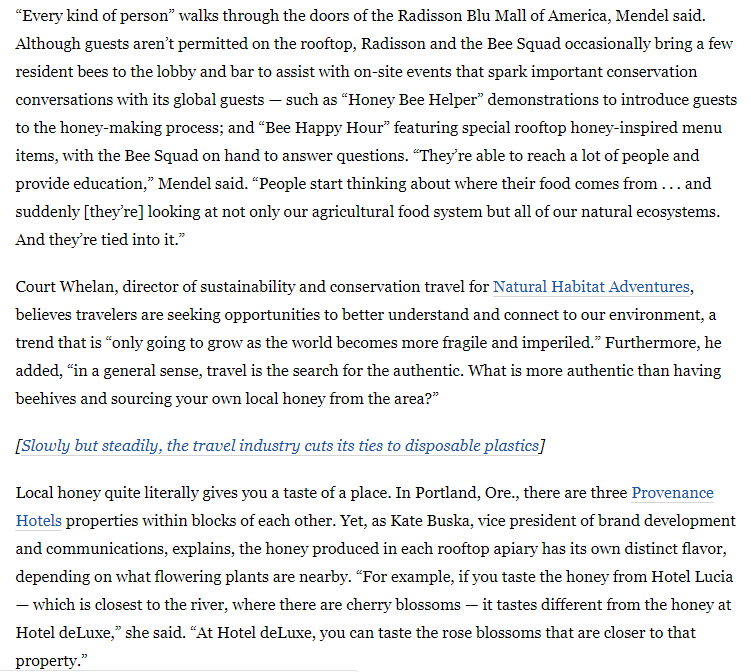 “Every kind of person” walks through the doors of the Radisson Blu Mall of America, Mendel said.
Although guests aren’t permitted on the rooftop, Radisson and the Bee Squad occasionally bring a few
resident bees to the lobby and bar to assist with on-site events that spark important conservation
conversations with its global guests — such as “Honey Bee Helper” demonstrations to introduce guests
to the honey-making process; and “Bee Happy Hour” featuring special rooftop honey-inspired menu
items, with the Bee Squad on hand to answer questions. “They’re able to reach a lot of people and
provide education,” Mendel said. “People start thinking about where their food comes from . . . and
suddenly [they’re] looking at not only our agricultural food system but all of our natural ecosystems.
And they’re tied into it.”
Court Whelan, director of sustainability and conservation travel for Natural Habitat Adventures,
believes travelers are seeking opportunities to better understand and connect to our environment, a
trend that is “only going to grow as the world becomes more fragile and imperiled.” Furthermore, he
added, “in a general sense, travel is the search for the authentic. What is more authentic than having
beehives and sourcing your own local honey from the area?”
[Slowly but steadily, the travel industry cuts its ties to disposable plastics]
Local honey quite literally gives you a taste of a place. In Portland, Ore., there are three Provenance
Hotels properties within blocks of each other. Yet, as Kate Buska, vice president of brand development
and communications, explains, the honey produced in each rooftop apiary has its own distinct flavor,
depending on what flowering plants are nearby. “For example, if you taste the honey from Hotel Lucia
— which is closest to the river, where there are cherry blossoms — it tastes different from the honey at
Hotel deLuxe,” she said. “At Hotel deLuxe, you can taste the rose blossoms that are closer to that
property.”